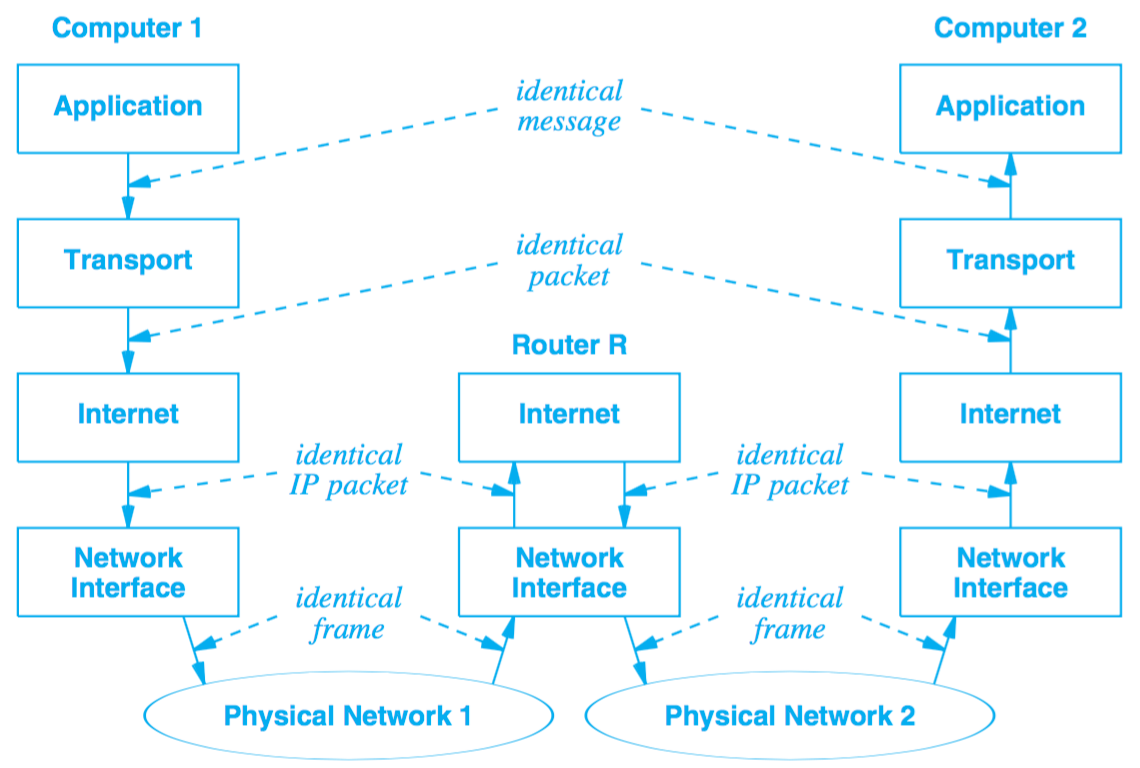 Computer 1
Computer 2
Application
identical
message
Application
Transport
identical
packet
Transport
Router R
Internet
Internet
Internet
identical
IP packet
identical
IP packet
Network
Interface
Network
Interface
Network
Interface
identical
frame
identical
frame
Physical Network 1
Physical Network 2